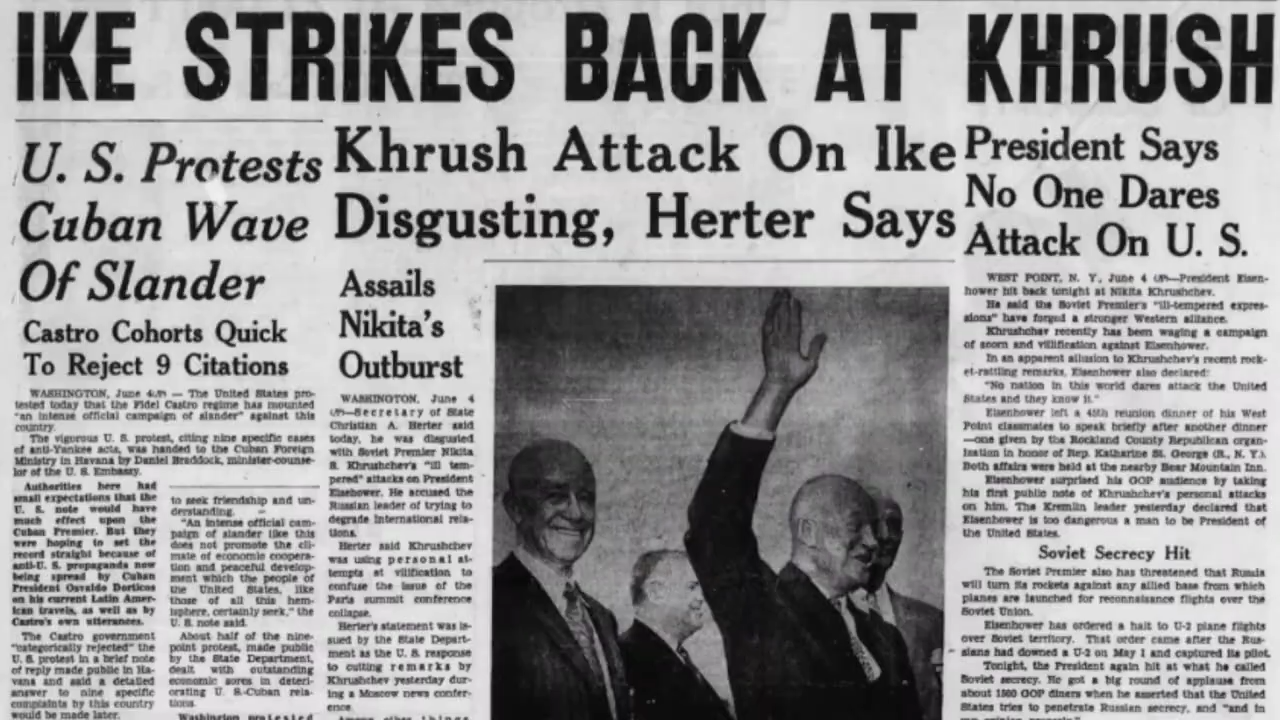 IKE STRIKES BACK AT KHRUSH
U. S. Protests
Cuban Wave
Of Slander
Castro Cohorts Quick
To Reject 9 Citations
WASHINGTON, June 4 — The United States pro-
tested today that the Fidel Castro regime has mounted
"an intense official campaign of slander" against this
country.
The vigorous U. S. protest, citing nine specific cases
of anti-Yankee acts, was handed to the Cuban Foreign
Ministry in Havana by Daniel Braddock, minister-counse-
lor of the U. S. Embassy.
Authorities here had
small expectations that the
U. S. note would have
much effect upon the
Cuban Premier. But they
were hoping to set the
record straight because of
anti-U. S. propaganda now
being spread by Cuban
President Osvaldo Dorticos
on his current Latin Amer-
ican travels, as well as by
Castro's own utterances.
The Castro government
"categorically rejected" the
U. S. protest in a brief note
of reply made public in Ha-
vana and said a detailed
answer to nine specific
complaints by this country
would be made later.
to seek friendship and un-
derstanding.
"An intense official cam-
paign of slander like this
does not promote the cli-
mate of economic coopera-
tion and peaceful develop-
ment which the people of
the United States, like
those of all this hem-
isphere, certainly seek," the
U. S. note said.
About half of the nine-
point protest, made public
by the State Department,
dealt with outstanding
economic sores in deteri-
orating U. S.-Cuban rela-
tions.
Washington protested
Khrush Attack On Ike
Disgusting, Herter Says
Assails
Nikita's
Outburst
WASHINGTON, June 4
—Secretary of State
Christian A. Herter said
today, he was disgusted
with Soviet Premier Nikita
S. Khrushchev's "ill tem-
pered" attacks on President
Eisehower. He accused the
Russian leader of trying to
degrade international rela-
tions.
Herter said Khrushchev
was using personal at-
tempts at villification to
confuse the issue of the
Paris summit conference
collapse.
Herter's statement was is-
sued by the State Depart-
ment as the U. S. response
to cutting remarks by
Khrushchev yesterday dur-
ing a Moscow news confer-
ence.
Among other things
President Says
No One Dares
Attack On U. S.
WEST POINT, N. Y., June 4 —President Eisen-
hower hit back tonight at Nikita Khrushchev.
He said the Soviet Premier's "ill-tempered expres-
sions" have forged a stronger Western alliance.
Khrushchev recently has been waging a campaign
of scorn and villification against Eisenhower.
In an apparent allusion to Khrushchev's recent rock-
et-rattling remarks, Eisenhower also declared:
"No nation in this world dares attack the United
States and they know it."
Eisenhower left a 45th reunion dinner of his West
Point classmates to speak briefly after another dinner
—one given by the Rockland County Republican organ-
ization in honor of Rep. Katharine St. George (R., N. Y.).
Both affairs were held at the nearby Bear Mountain Inn.
Eisenhower surprised his GOP audience by taking
his first public note of Khrushchev's personal attacks
on him. The Kremlin leader yesterday declared that
Eisenhower is too dangerous a man to be President of
the United States.
Soviet Secrecy Hit
The Soviet Premier also has threatened that Russia
will turn its rockets against any allied base from which
planes are launched for reconnaisance flights over the
Soviet Union.
Eisenhower has ordered a halt to U-2 plane flights
over Soviet territory. That order came after the Rus-
sians had downed a U-2 on May 1 and captured its pilot.
Tonight, the President again hit at what he called
Soviet secrecy. He got a big round of applause from
about 1500 GOP diners when he asserted that the United
States tries to penetrate Russian secrecy, and "and in